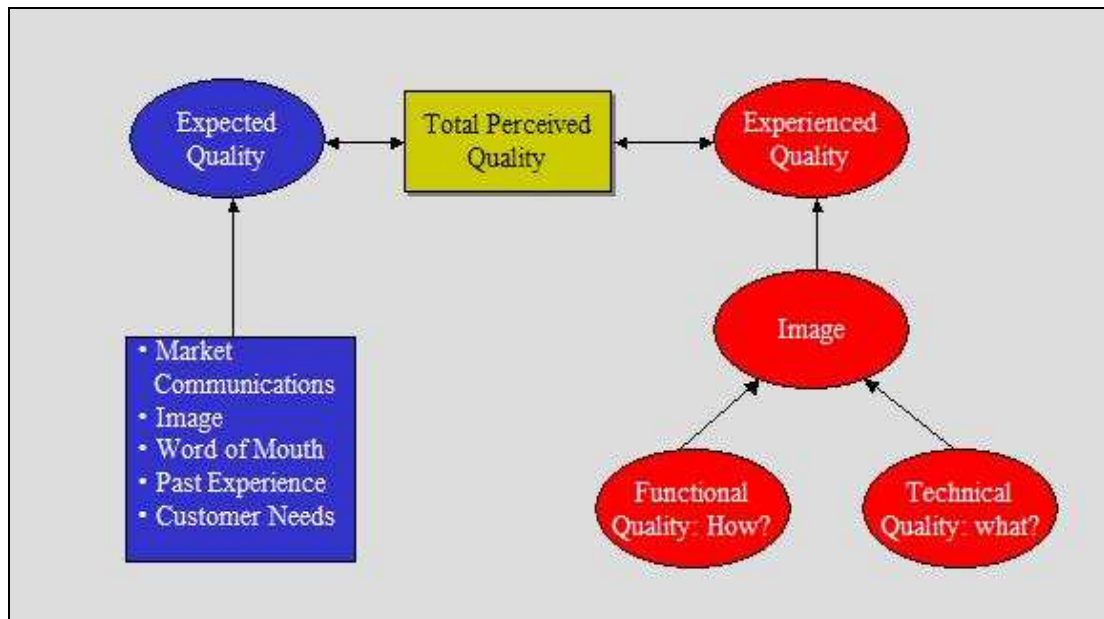 Expected
Quality
Total Perceived
Quality
Experienced
Quality
Image
• Market
Communications
• Image
• Word of Mouth
• Past Experience
• Customer Needs
Functional
Quality: How?
Technical
Quality: what?